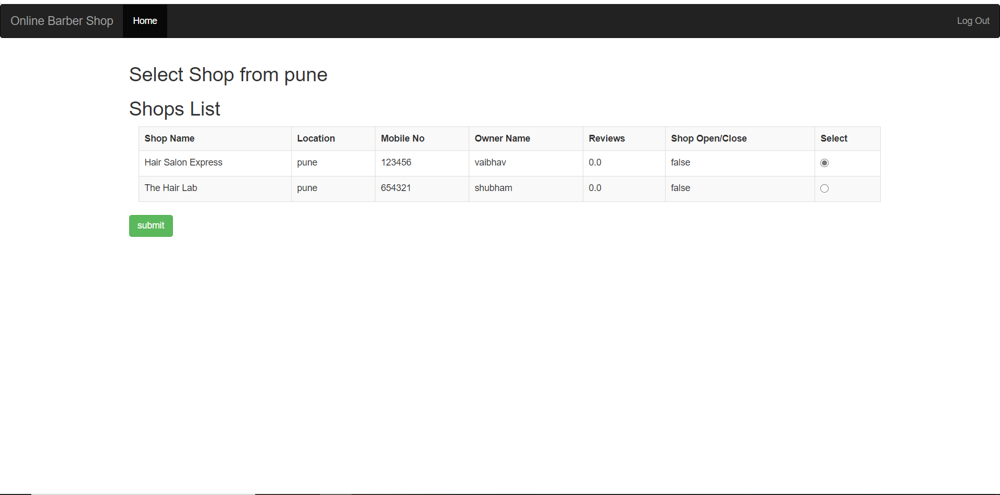 Online Barber Shop Home Log Out
Select Shop from pune
Shops List
Shop Name Location Mobile No Owner Name Reviews Shop Open/Close Select
Hair Salon Express pune 123456 vaibhav 0.0 false
The Hair Lab pune 654321 shubham 0.0 false
submit